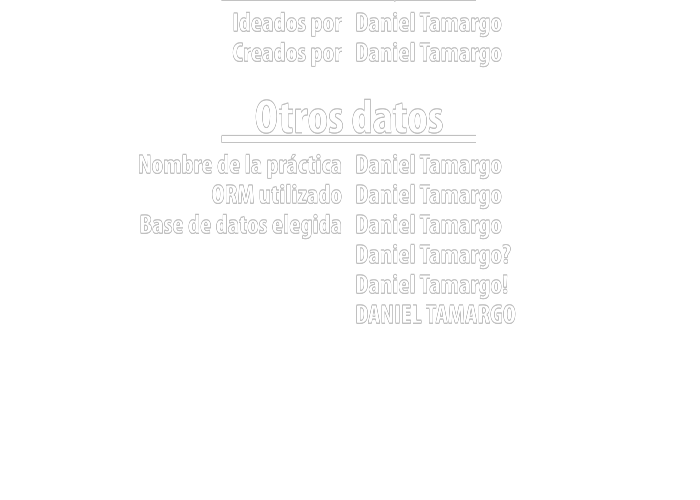 Ideados por Daniel Tamargo
Creados por Daniel Tamargo
Otros datos
Nombre de la práctica Daniel Tamargo
ORM utilizado Daniel Tamargo
Base de datos elegida Daniel Tamargo
Daniel Tamargo?
Daniel Tamargo!
DANIEL TAMARGO